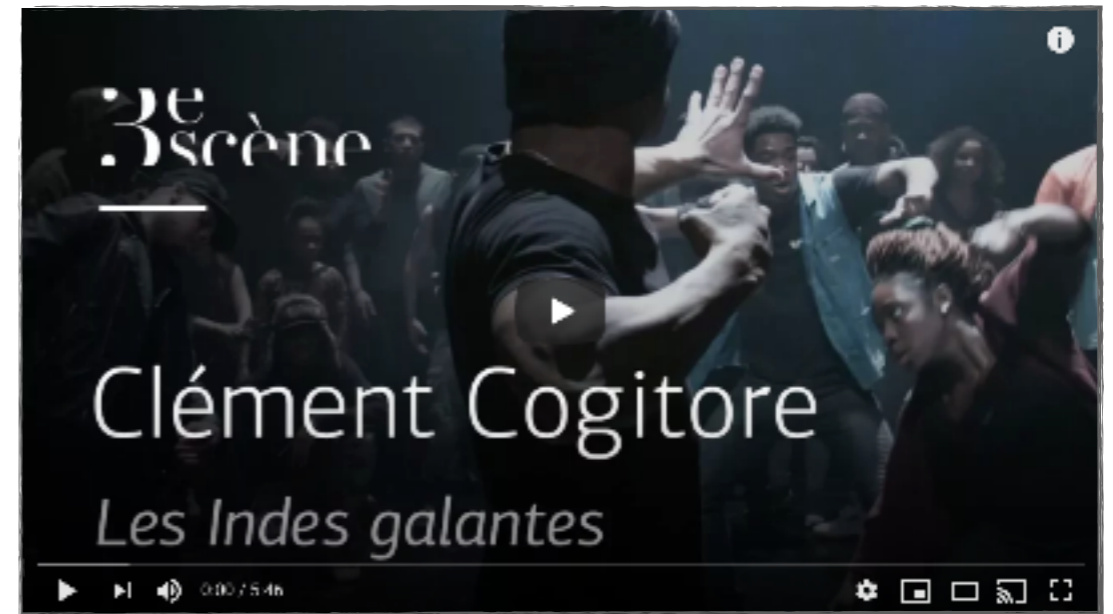 3e
scène
Clément Cogitore
Les Indes galantes
0:00 / 5:46